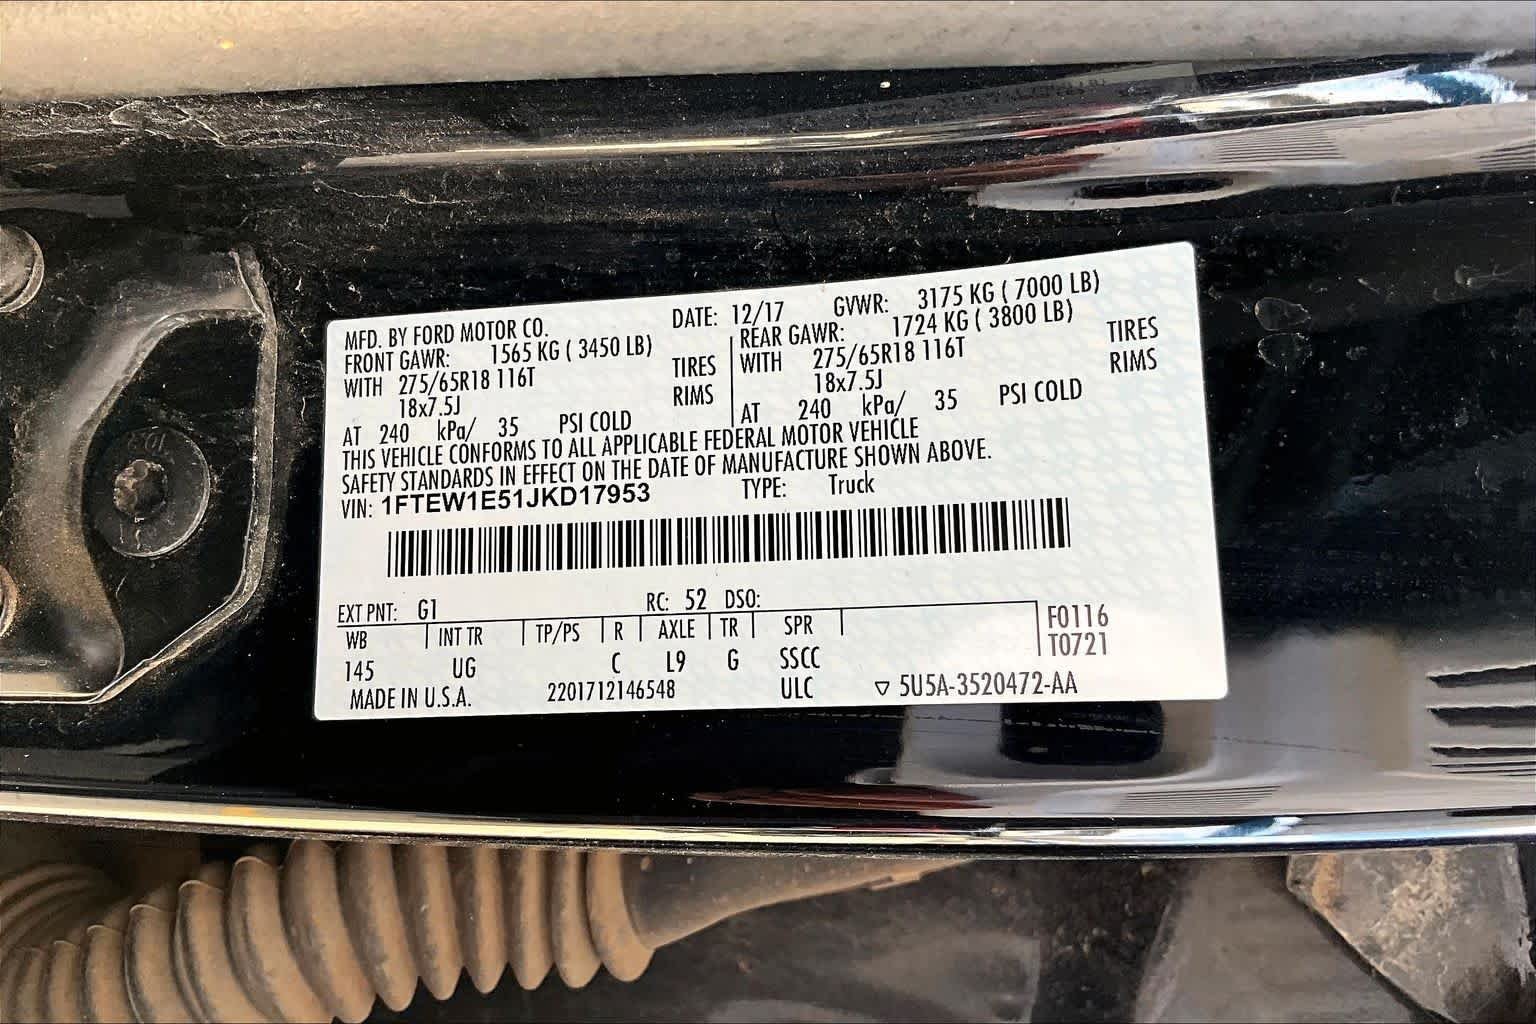 MFD. BY FORD MOTOR CO. DATE: 12/17 GVWR: 3175 KG ( 7000 LB)
FRONT GAWR: 1565 KG ( 3450 LB) REAR GAWR: 1724 KG ( 3800 LB)
WITH 275/65R18 116T TIRES WITH 275/65R18 116T TIRES
18x7.5J RIMS 18x7.5J RIMS
AT 240 kPa/ 35 PSI COLD AT 240 kPa/ 35 PSI COLD
THIS VEHICLE CONFORMS TO ALL APPLICABLE FEDERAL MOTOR VEHICLE
SAFETY STANDARDS IN EFFECT ON THE DATE OF MANUFACTURE SHOWN ABOVE.
VIN: 1FTEW1E51JKD17953 TYPE: Truck
EXT PNT: G1 RC: 52 DSO:
WB INT TR TP/PS R AXLE TR SPR F0116
145 UG C L9 G SSCC T0721
MADE IN U.S.A. 2201712146548 ULC ▽ 5U5A-3520472-AA